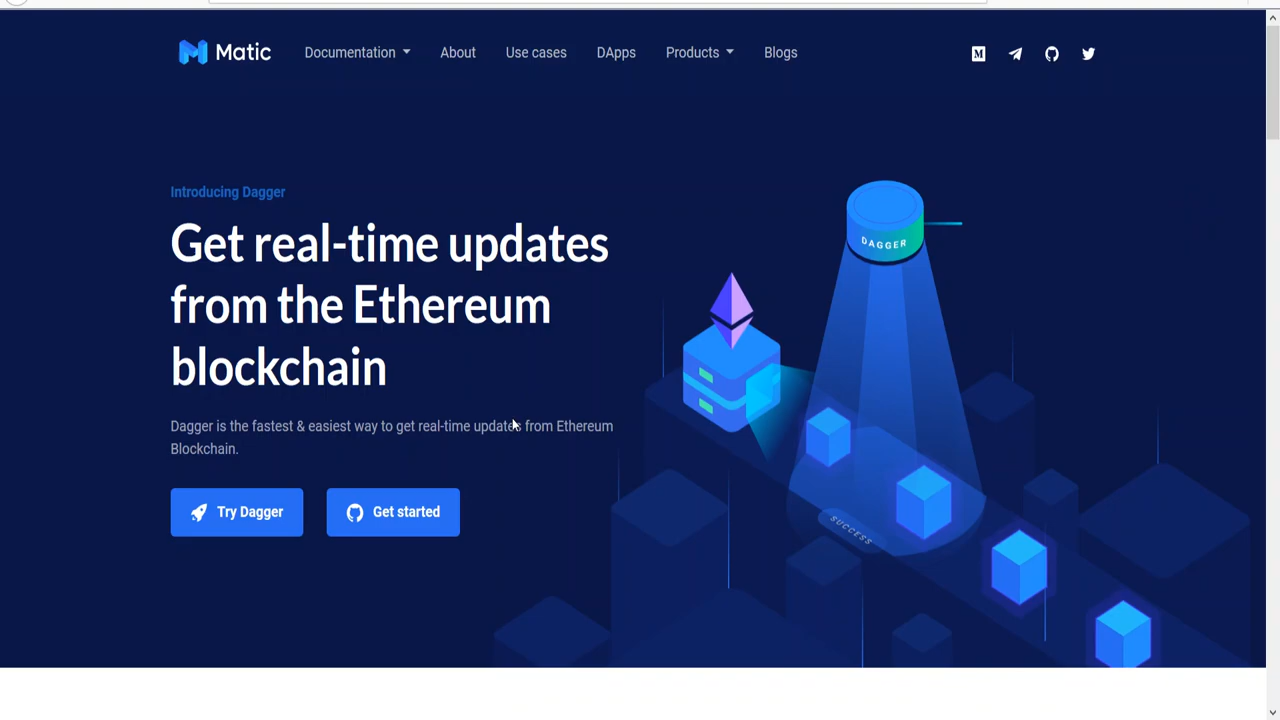 Matic
Documentation
About
Use cases
DApps
Products
Blogs
M
Introducing Dagger
Get real-time updates
from the Ethereum
blockchain
Dagger is the fastest & easiest way to get real-time updates from Ethereum
Blockchain.
Try Dagger
Get started
DAGGER
SUCCESS